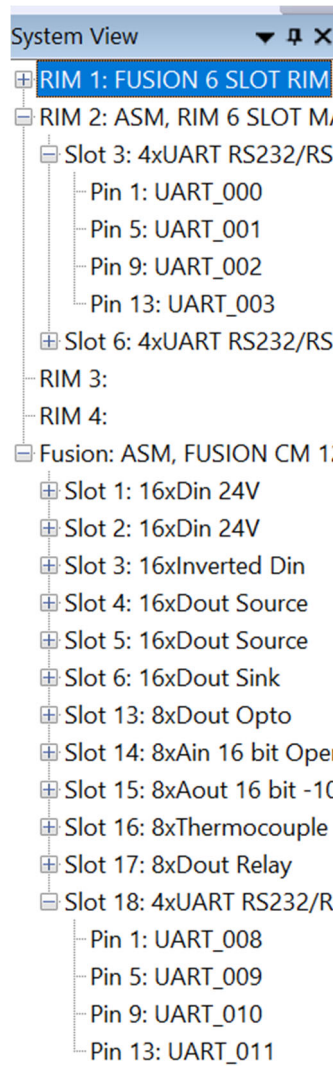 System View
RIM 1: FUSION 6 SLOT RIM
RIM 2: ASM, RIM 6 SLOT MA
Slot 3: 4xUART RS232/RS
Pin 1: UART_000
Pin 5: UART_001
Pin 9: UART_002
Pin 13: UART_003
Slot 6: 4xUART RS232/RS
RIM 3:
RIM 4:
Fusion: ASM, FUSION CM 12
Slot 1: 16xDin 24V
Slot 2: 16xDin 24V
Slot 3: 16xInverted Din
Slot 4: 16xDout Source
Slot 5: 16xDout Source
Slot 6: 16xDout Sink
Slot 13: 8xDout Opto
Slot 14: 8xAin 16 bit Oper
Slot 15: 8xAout 16 bit -10
Slot 16: 8xThermocouple
Slot 17: 8xDout Relay
Slot 18: 4xUART RS232/R
Pin 1: UART_008
Pin 5: UART_009
Pin 9: UART_010
Pin 13: UART_011